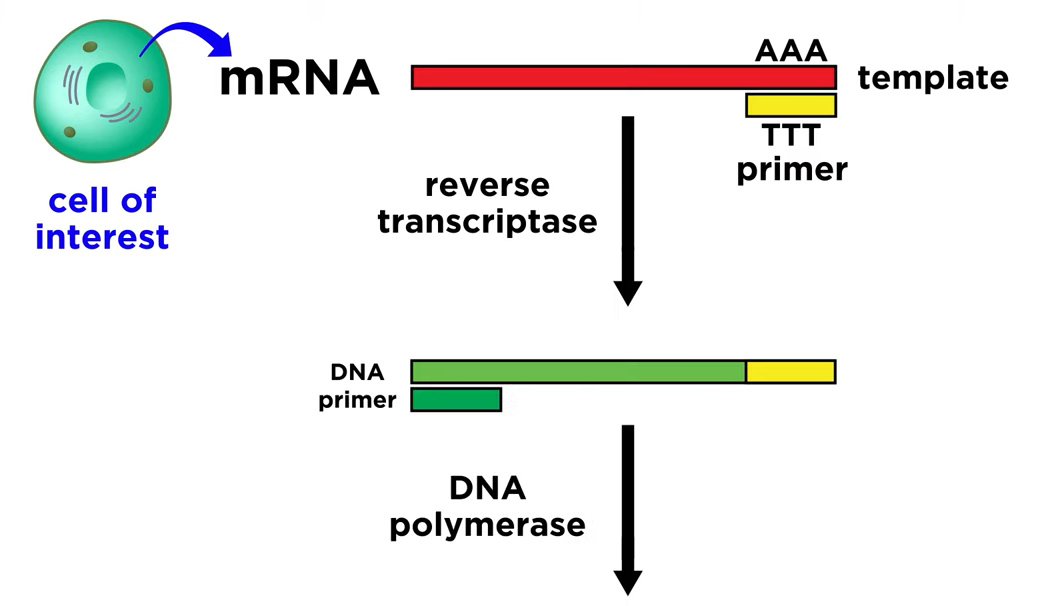 mRNA
AAA
template
TTT
primer
cell of
interest
reverse
transcriptase
DNA
primer
DNA
polymerase